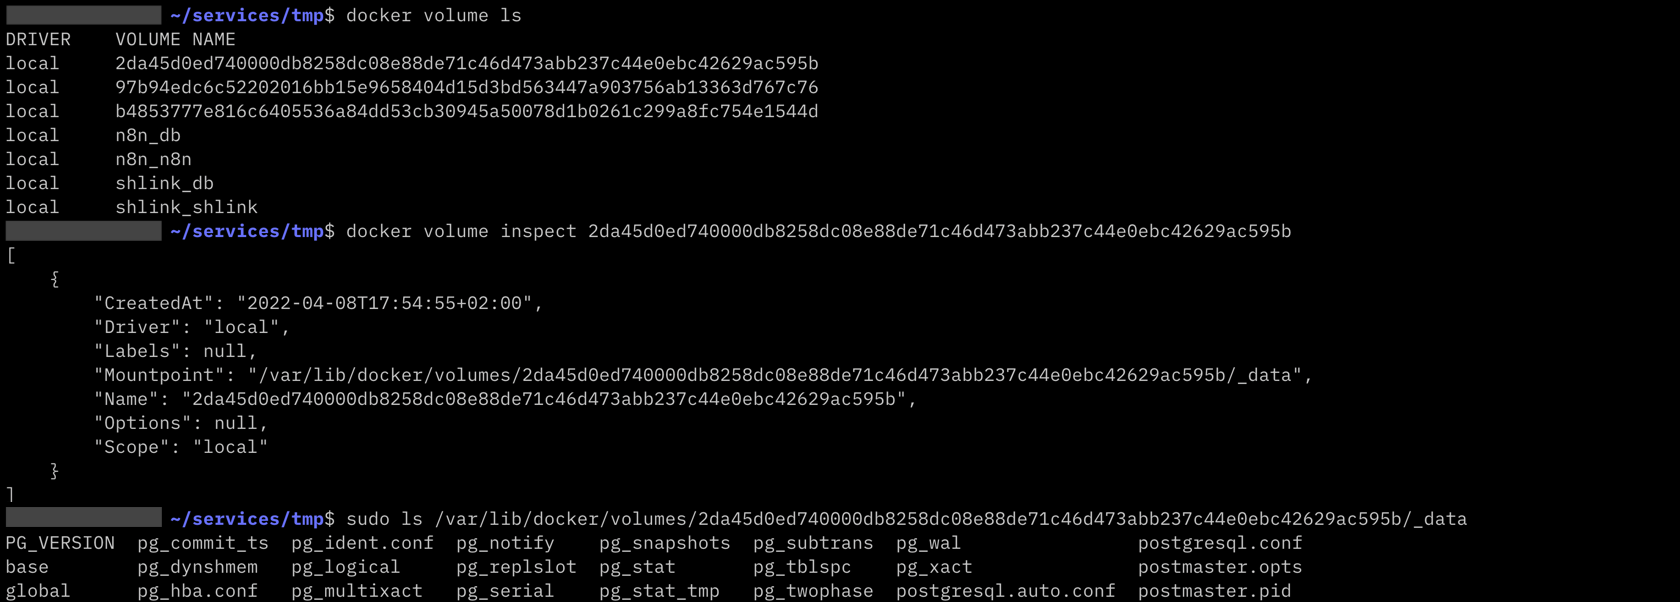 ~/services/tmp$ docker volume ls
DRIVER    VOLUME NAME
local     2da45d0ed740000db8258dc08e88de71c46d473abb237c44e0ebc42629ac595b
local     97b94edc6c52202016bb15e9658404d15d3bd563447a903756ab13363d767c76
local     b4853777e816c6405536a84dd53cb30945a50078d1b0261c299a8fc754e1544d
local     n8n_db
local     n8n_n8n
local     shlink_db
local     shlink_shlink
~/services/tmp$ docker volume inspect 2da45d0ed740000db8258dc08e88de71c46d473abb237c44e0ebc42629ac595b
[
    {
        "CreatedAt": "2022-04-08T17:54:55+02:00",
        "Driver": "local",
        "Labels": null,
        "Mountpoint": "/var/lib/docker/volumes/2da45d0ed740000db8258dc08e88de71c46d473abb237c44e0ebc42629ac595b/_data",
        "Name": "2da45d0ed740000db8258dc08e88de71c46d473abb237c44e0ebc42629ac595b",
        "Options": null,
        "Scope": "local"
    }
]
~/services/tmp$ sudo ls /var/lib/docker/volumes/2da45d0ed740000db8258dc08e88de71c46d473abb237c44e0ebc42629ac595b/_data
PG_VERSION  pg_commit_ts  pg_ident.conf  pg_notify    pg_snapshots  pg_subtrans  pg_wal                postgresql.conf
base        pg_dynshmem   pg_logical     pg_replslot  pg_stat       pg_tblspc    pg_xact               postmaster.opts
global      pg_hba.conf   pg_multixact   pg_serial    pg_stat_tmp   pg_twophase  postgresql.auto.conf  postmaster.pid